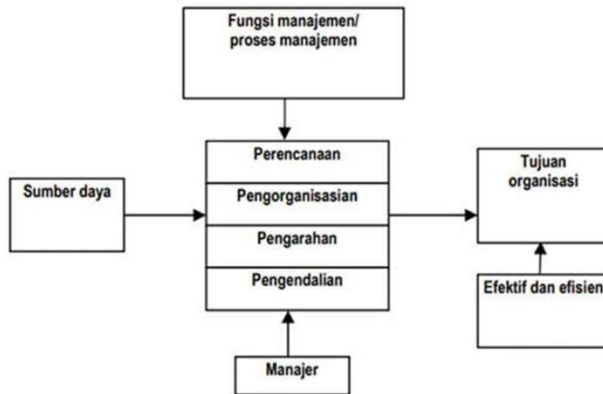 Fungsi manajemen/
proses manajemen
Perencanaan
Pengorganisasian
Pengarahan
Pengendalian
Sumber daya
Tujuan
organisasi
Efektif dan efisien
Manajer